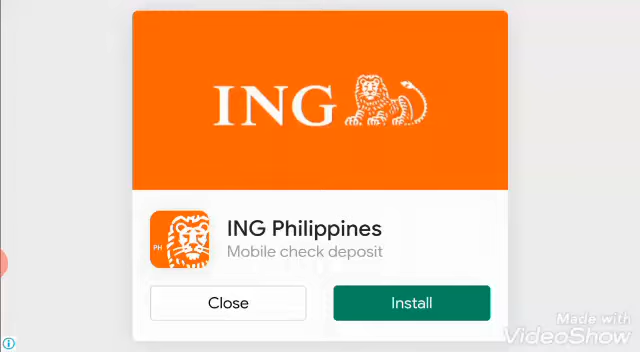 ING
PH
ING Philippines
Mobile check deposit
Close
Install
Made with
VideoShow